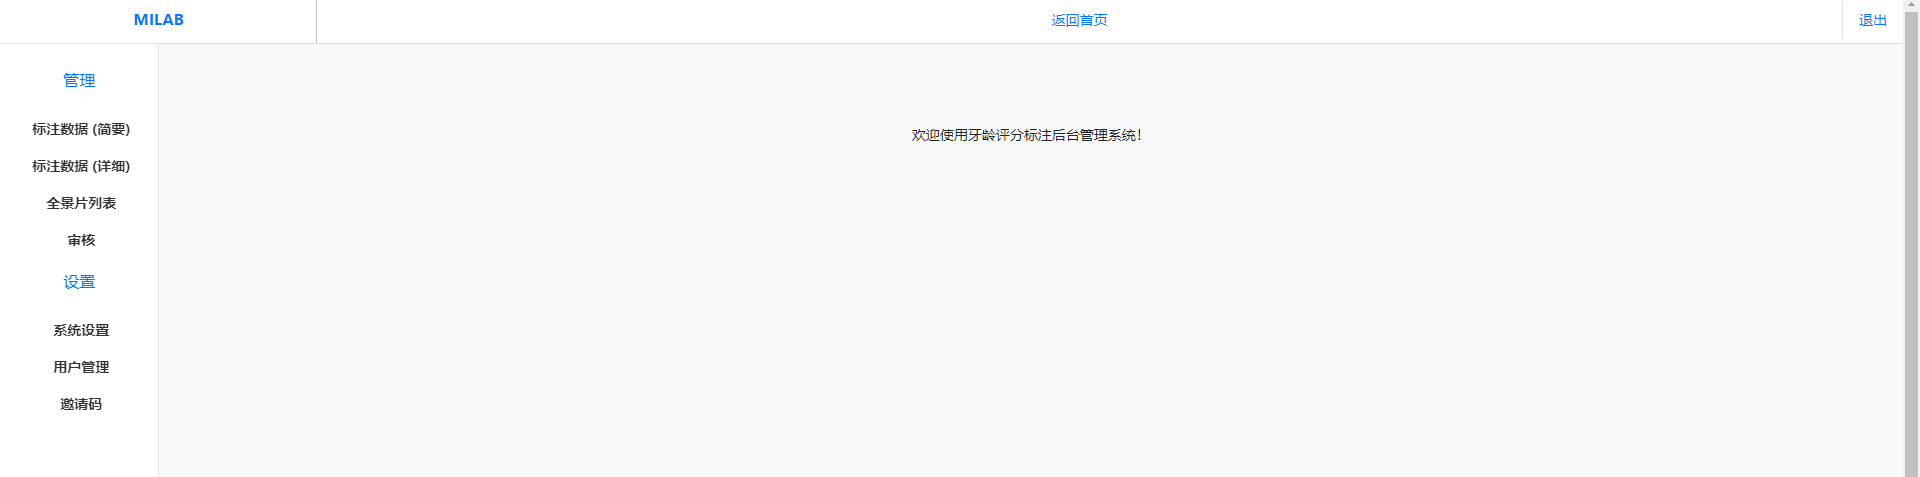 MILAB
返回首页
退出
管理
标注数据 (简要)
标注数据 (详细)
全景片列表
审核
设置
系统设置
用户管理
邀请码
欢迎使用牙龄评分标注后台管理系统！